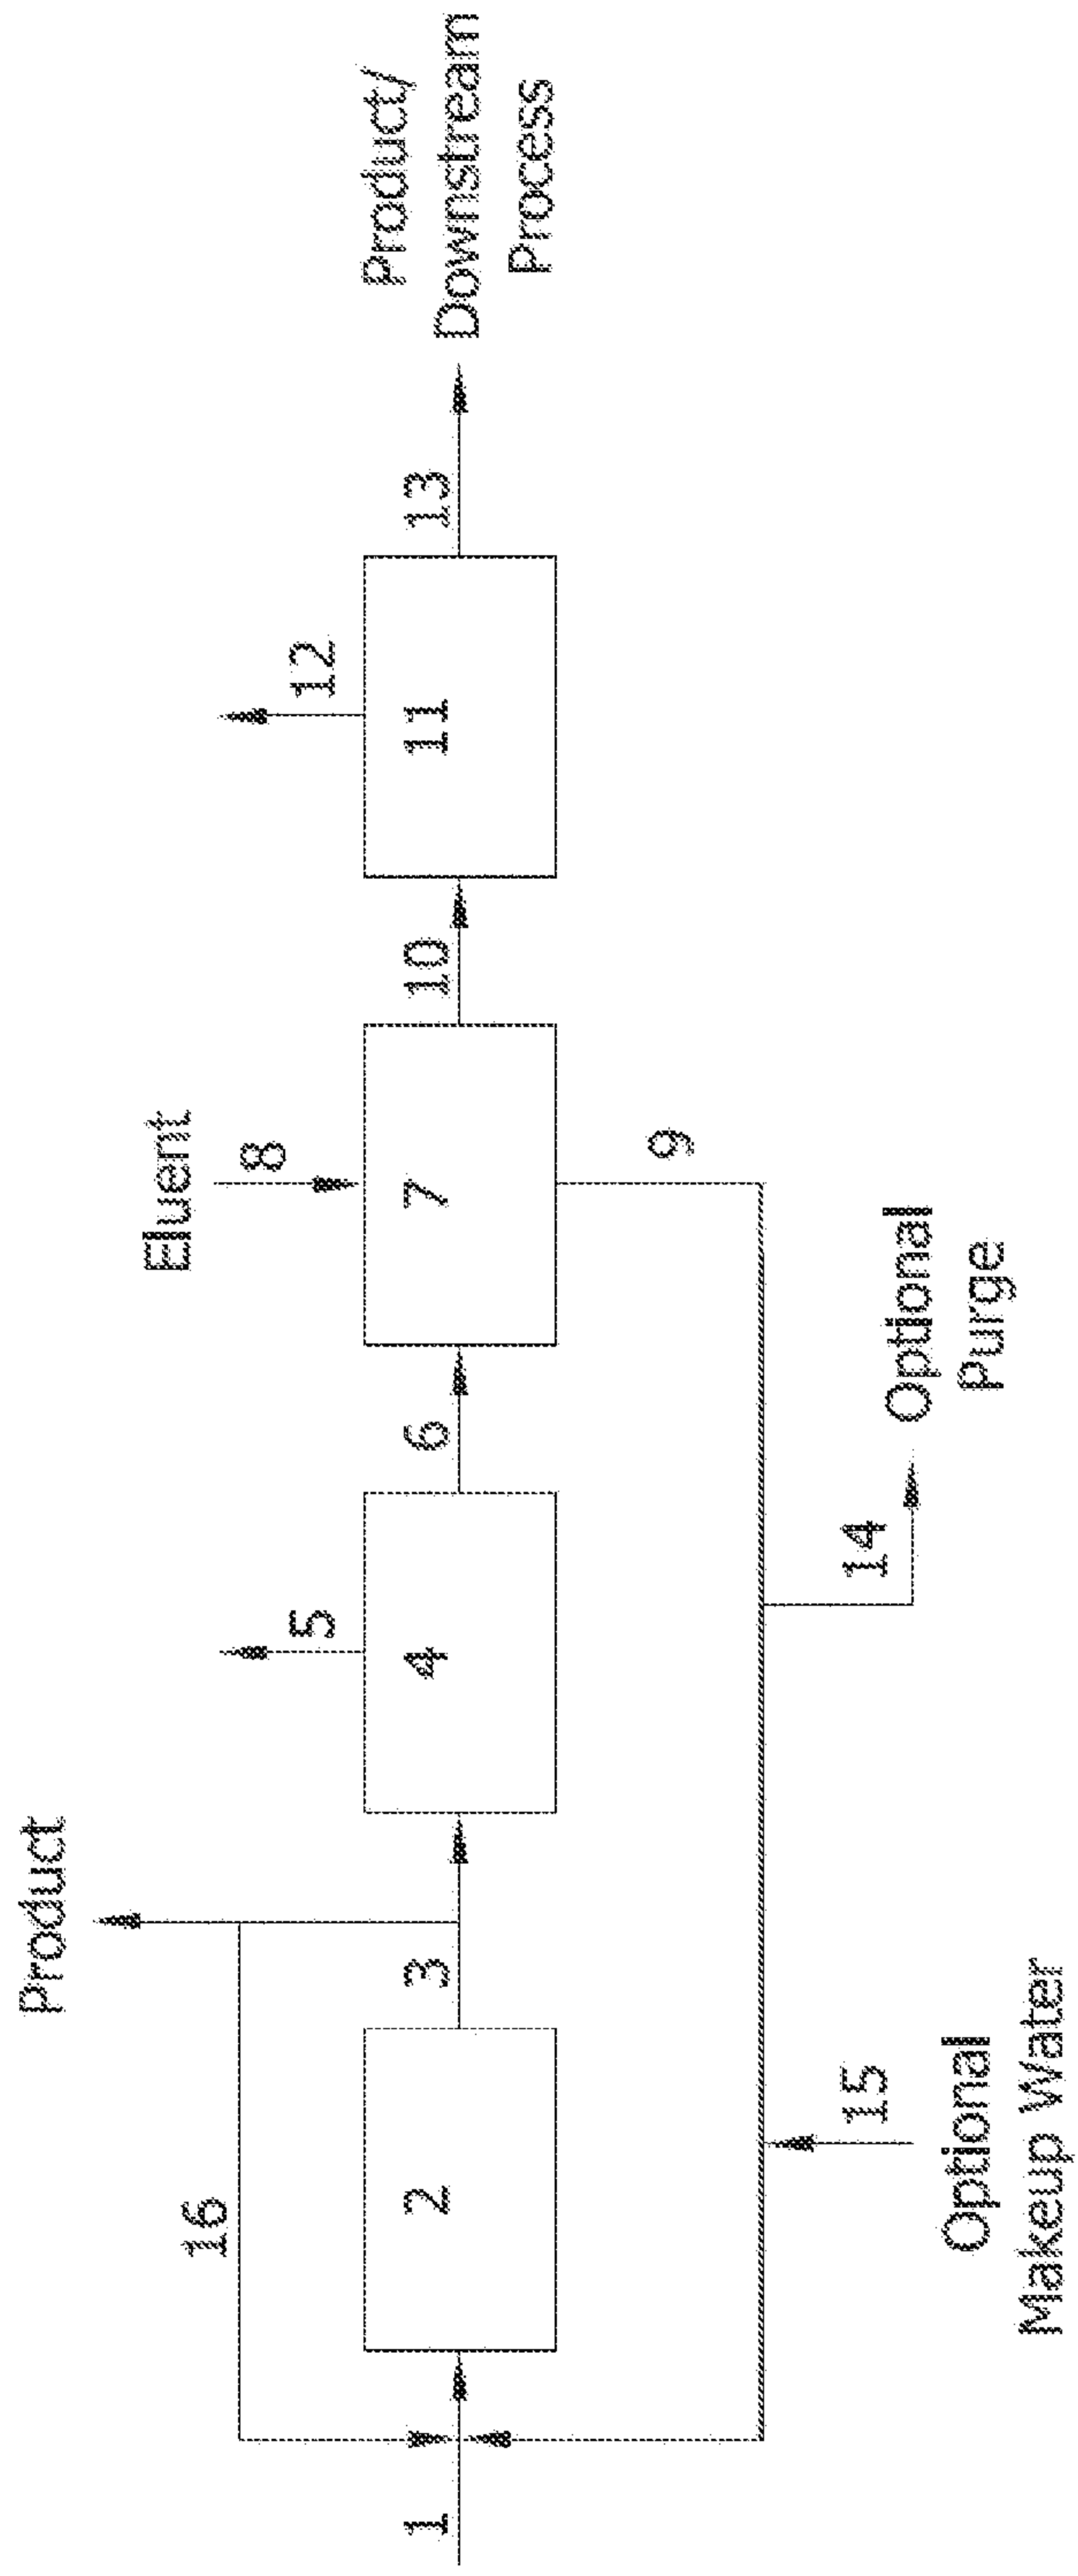 Product
Eluent
Product/
Downstream
Process
16
5
8
12
1
2
3
4
6
7
10
11
13
9
15
14
Optional
Makeup Water
Optional
Purge